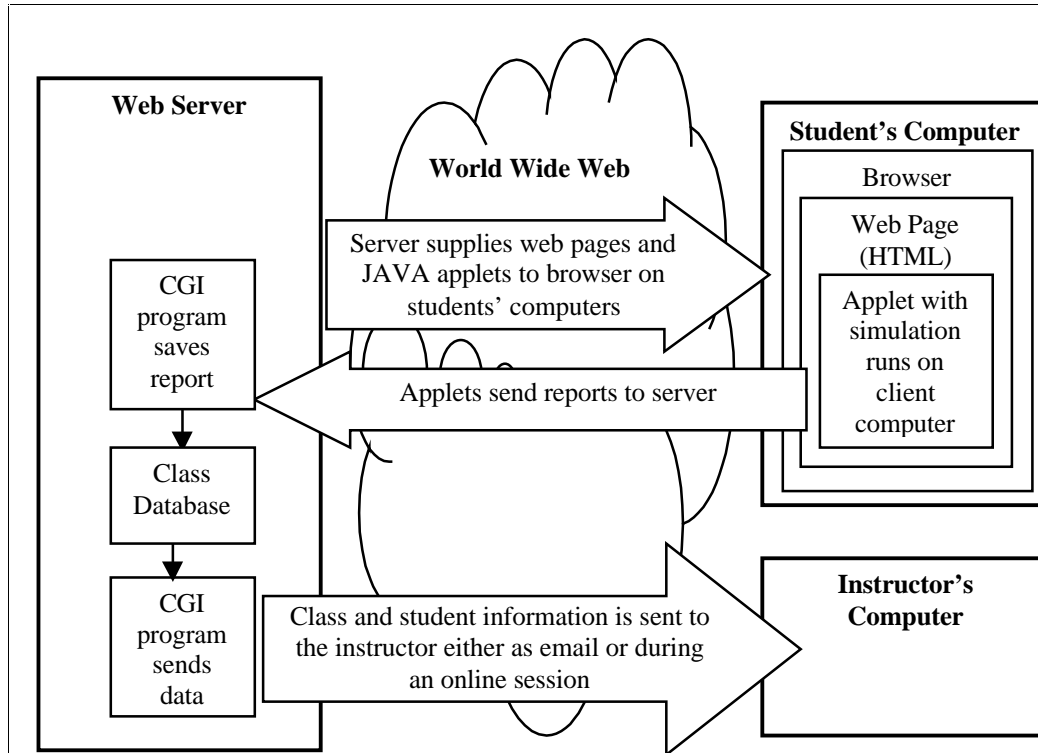 Web Server
World Wide Web
Student’s Computer
Browser
Web Page
(HTML)
Applet with
simulation
runs on
client
computer
Server supplies web pages and
JAVA applets to browser on
students’ computers
CGI
program
saves
report
Applets send reports to server
Class
Database
CGI
program
sends
data
Class and student information is sent to
the instructor either as email or during
an online session
Instructor’s
Computer